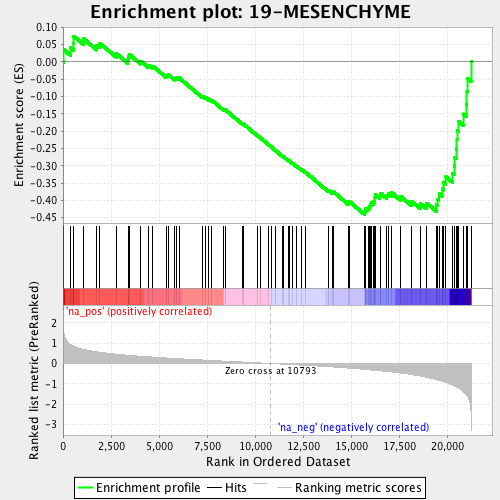 Enrichment plot: 19-MESENCHYME
Enrichment score (ES)
0.10
0.05
0.00
-0.05
-0.10
-0.15
-0.20
-0.25
-0.30
-0.35
-0.40
-0.45
'na_pos' (positively correlated)
Ranked list metric (PreRanked)
2
1
0
-1
-2
-3
Zero cross at 10793
'na_neg' (negatively correlated)
0
2,500
5,000
7,500
10,000
12,500
15,000
17,500
20,000
Rank in Ordered Dataset
Enrichment profile
Hits
Ranking metric scores